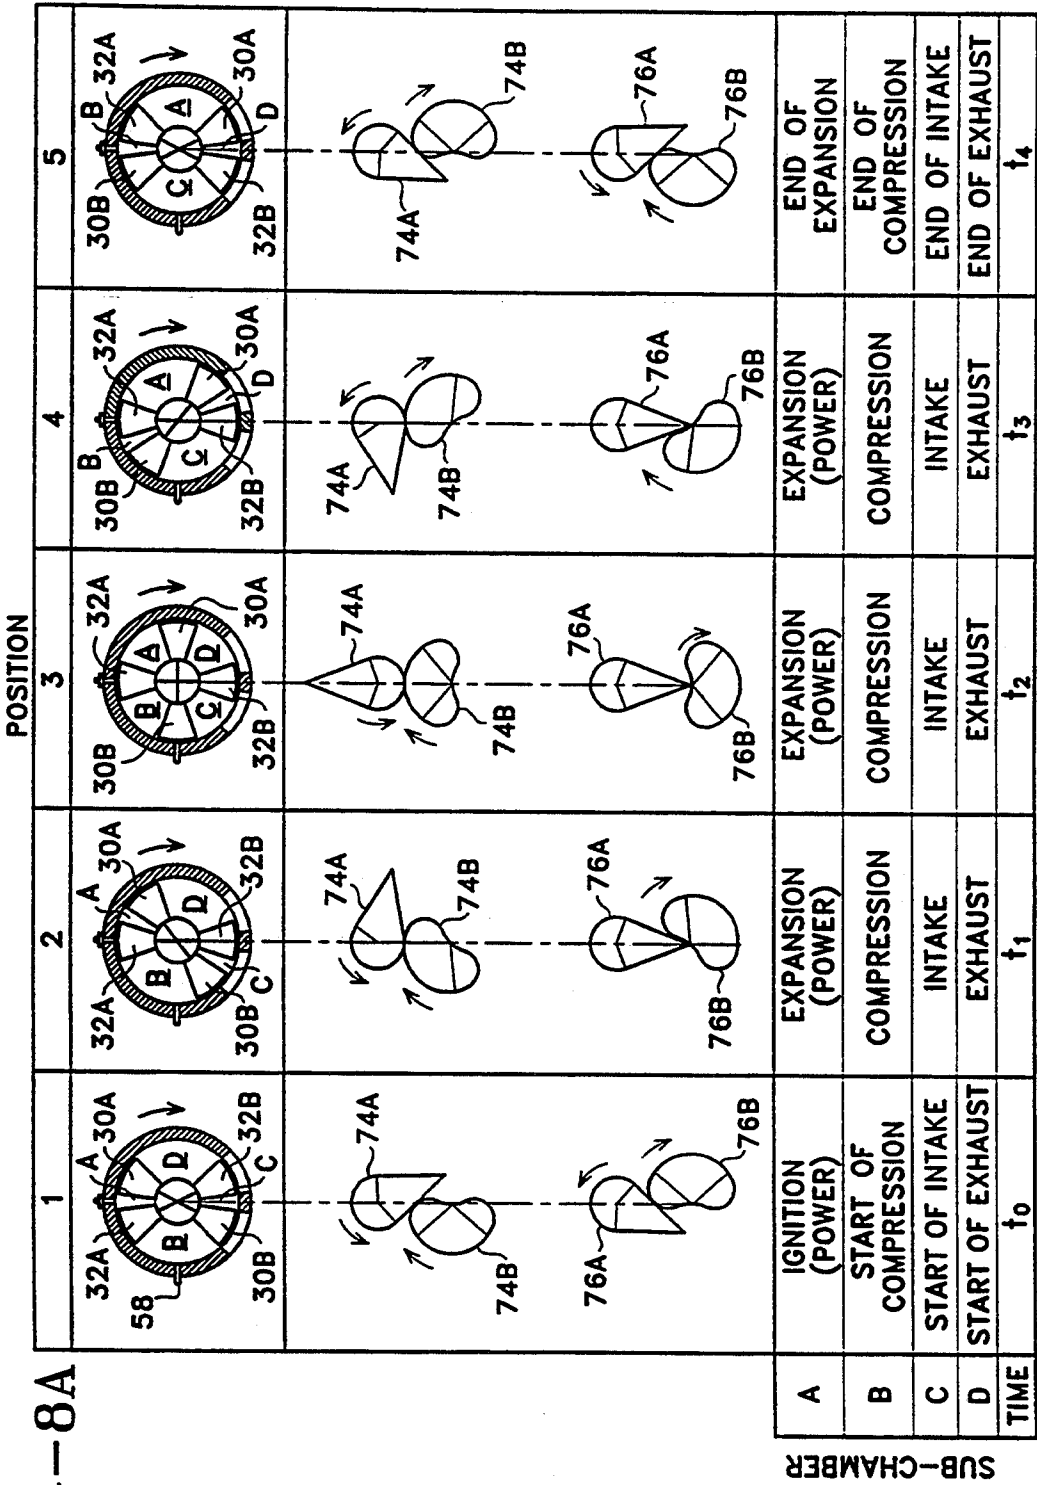 —8A
POSITION
1 2 3 4 5
32A A 30A 58 B D 30B C 32B
A 30A 32A B D 30B C 32B
32A 30B B A C D 30A 32B
32A B 30B A C D 30A 32B
32A B 30B A C D 30A 32B
74A 74B
74A 74B
74A 74B
74A 74B
74A 74B
76A 76B
76A 76B
76A 76B
76A 76B
76A 76B
SUB-CHAMBER
A IGNITION (POWER) EXPANSION (POWER) EXPANSION (POWER) EXPANSION (POWER) END OF EXPANSION
B START OF COMPRESSION COMPRESSION COMPRESSION COMPRESSION END OF COMPRESSION
C START OF INTAKE INTAKE INTAKE INTAKE END OF INTAKE
D START OF EXHAUST EXHAUST EXHAUST EXHAUST END OF EXHAUST
TIME t0 t1 t2 t3 t4